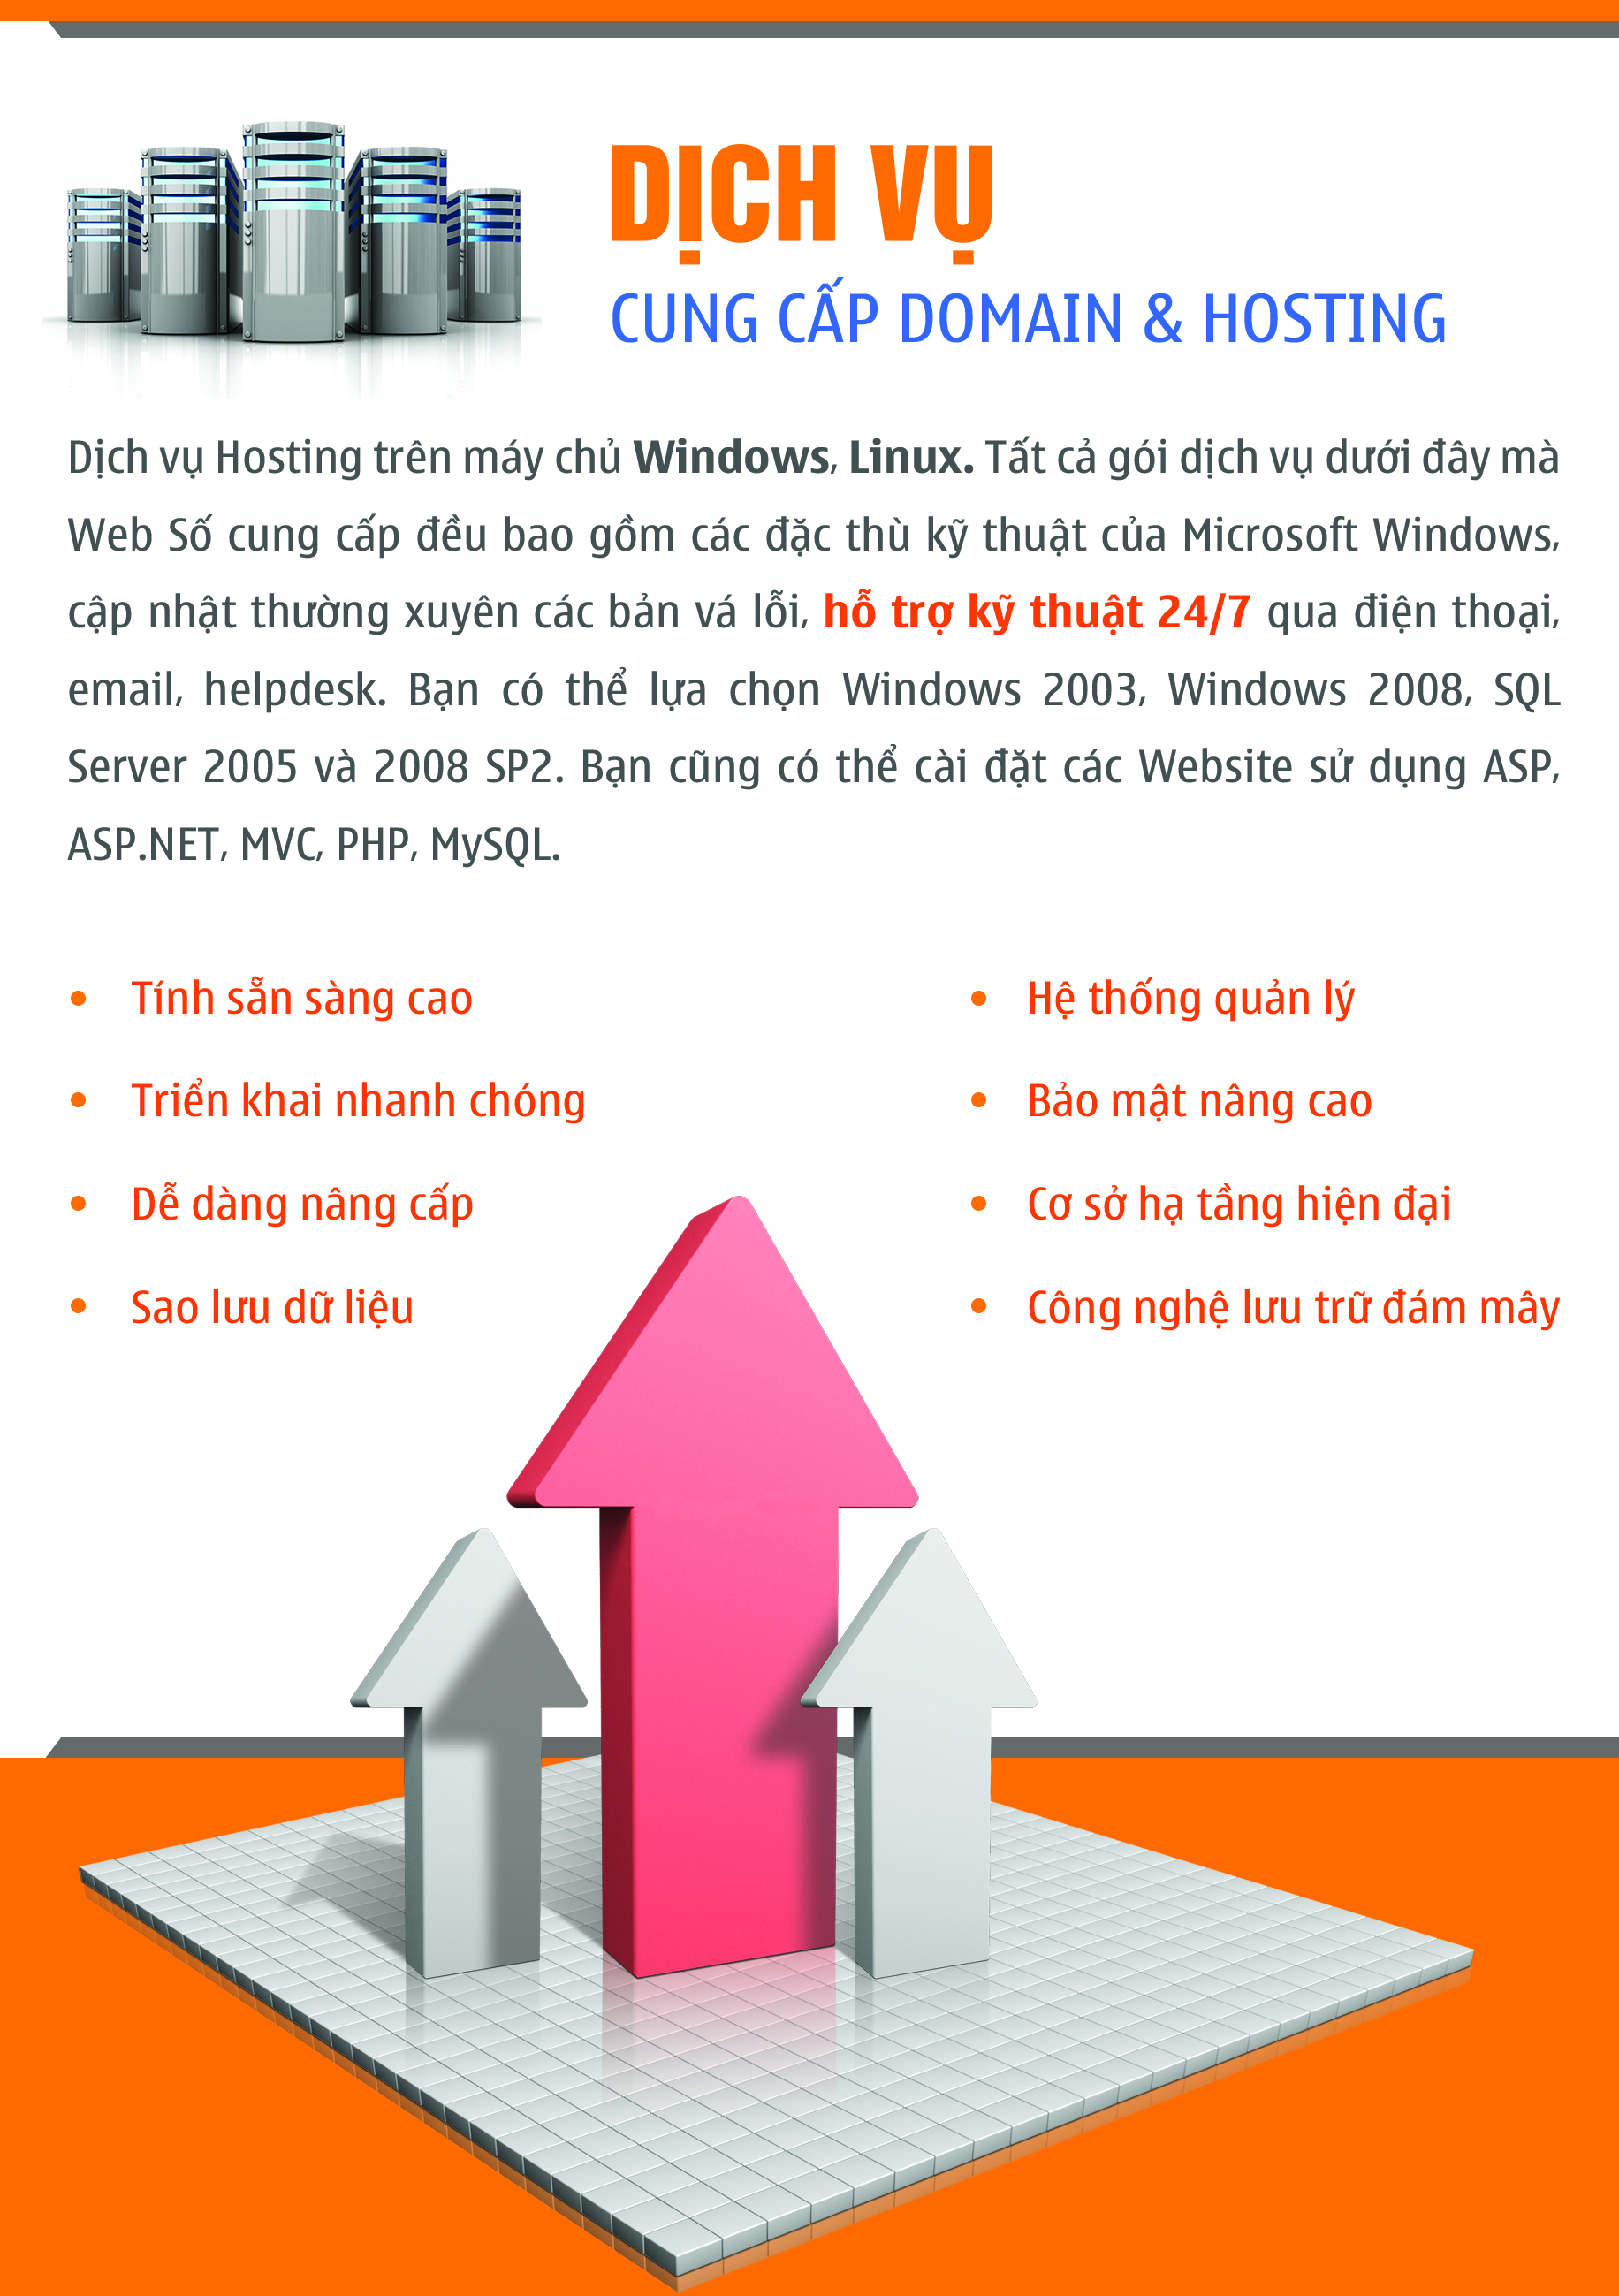 DỊCH VỤ
CUNG CẤP DOMAIN & HOSTING
Dịch vụ Hosting trên máy chủ Windows, Linux. Tất cả gói dịch vụ dưới đây mà
Web Số cung cấp đều bao gồm các đặc thù kỹ thuật của Microsoft Windows,
cập nhật thường xuyên các bản vá lỗi, hỗ trợ kỹ thuật 24/7 qua điện thoại,
email, helpdesk. Bạn có thể lựa chọn Windows 2003, Windows 2008, SQL
Server 2005 và 2008 SP2. Bạn cũng có thể cài đặt các Website sử dụng ASP,
ASP.NET, MVC, PHP, MySQL.
• Tính sẵn sàng cao
• Triển khai nhanh chóng
• Dễ dàng nâng cấp
• Sao lưu dữ liệu
• Hệ thống quản lý
• Bảo mật nâng cao
• Cơ sở hạ tầng hiện đại
• Công nghệ lưu trữ đám mây